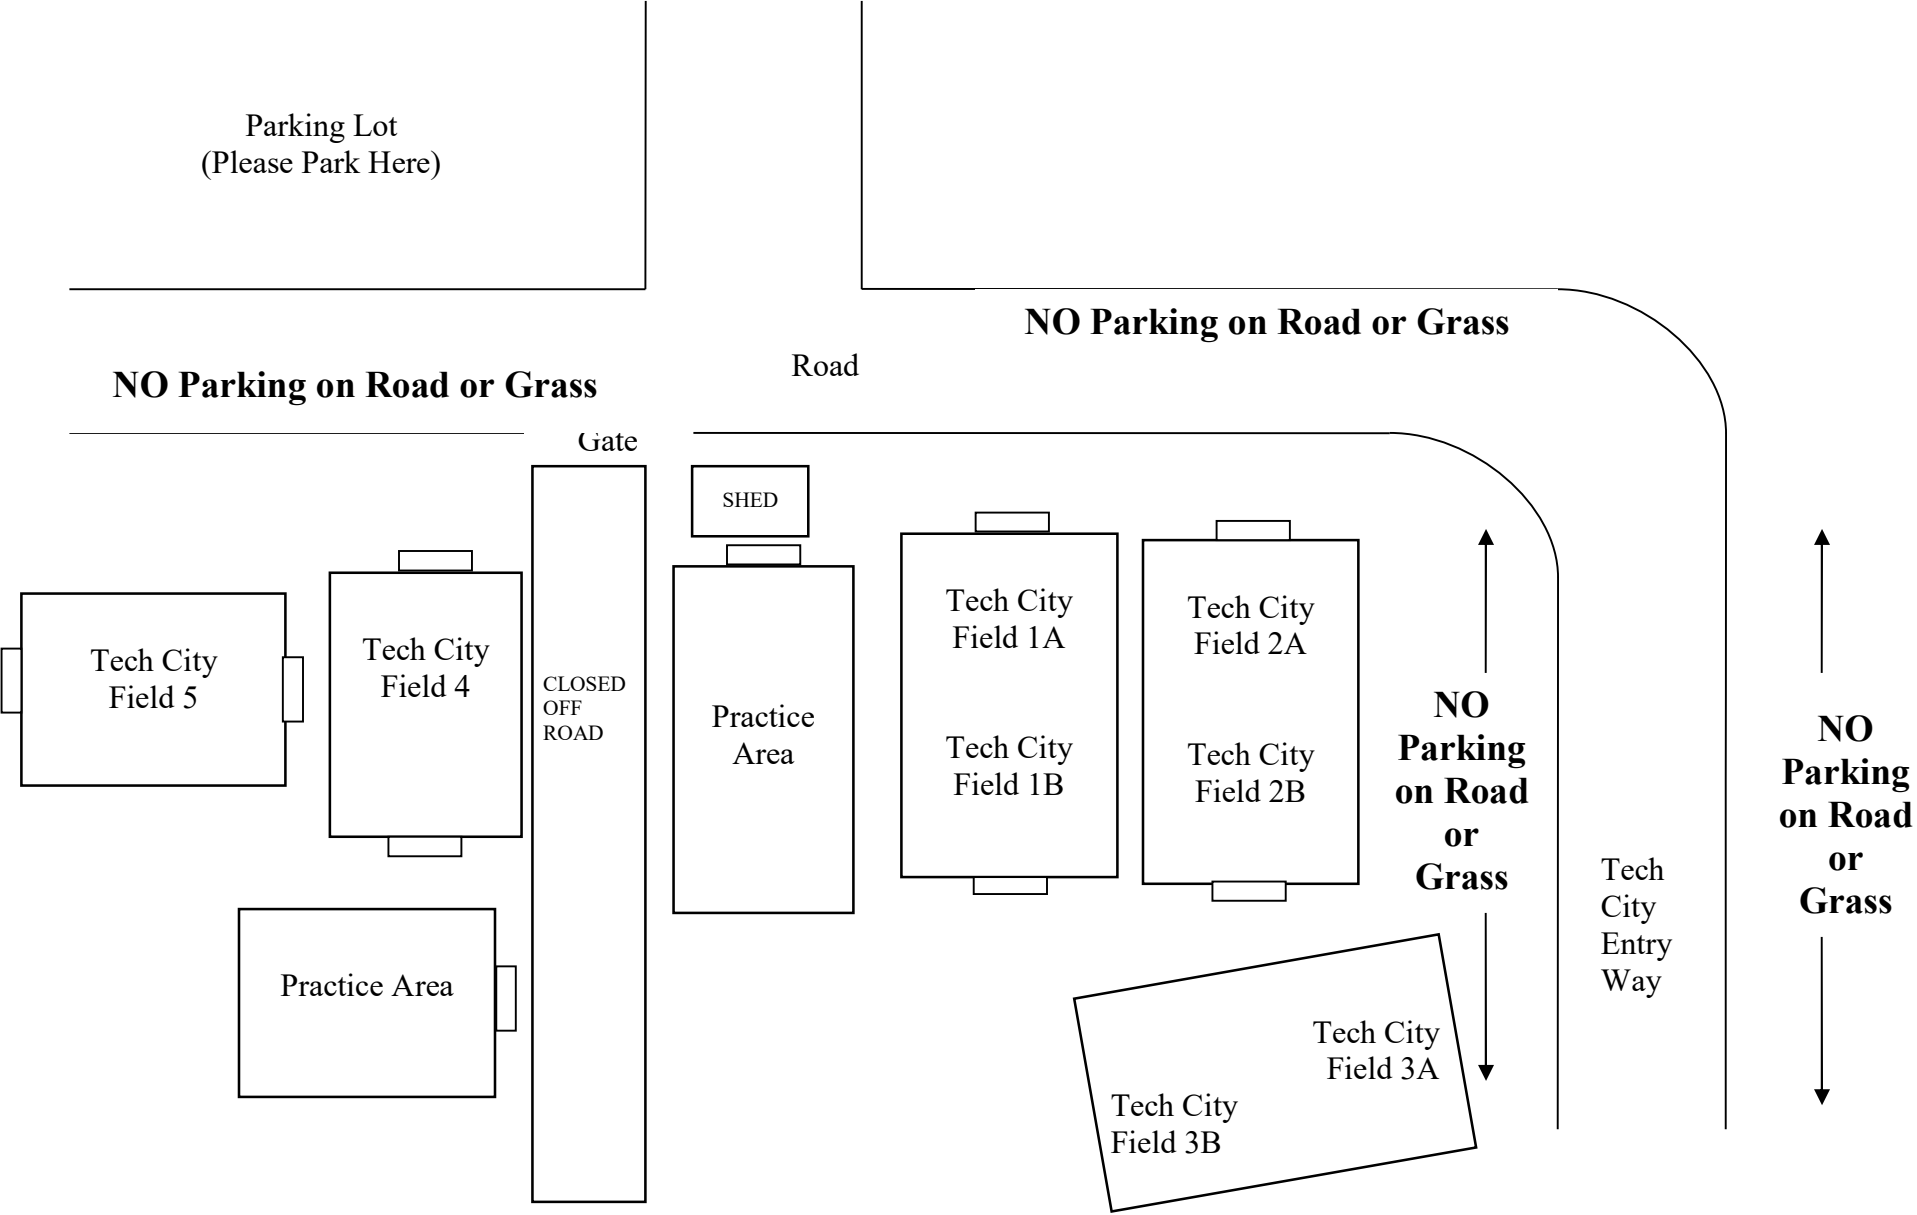 Parking Lot
(Please Park Here)
NO Parking on Road or Grass
Road
NO Parking on Road or Grass
Gate
SHED
Tech City
Field 5
Tech City
Field 4
CLOSED
OFF
ROAD
Practice
Area
Tech City
Field 1A
Tech City
Field 1B
Tech City
Field 2A
Tech City
Field 2B
NO
Parking
on Road
or
Grass
Tech
City
Entry
Way
NO
Parking
on Road
or
Grass
Practice Area
Tech City
Field 3A
Tech City
Field 3B